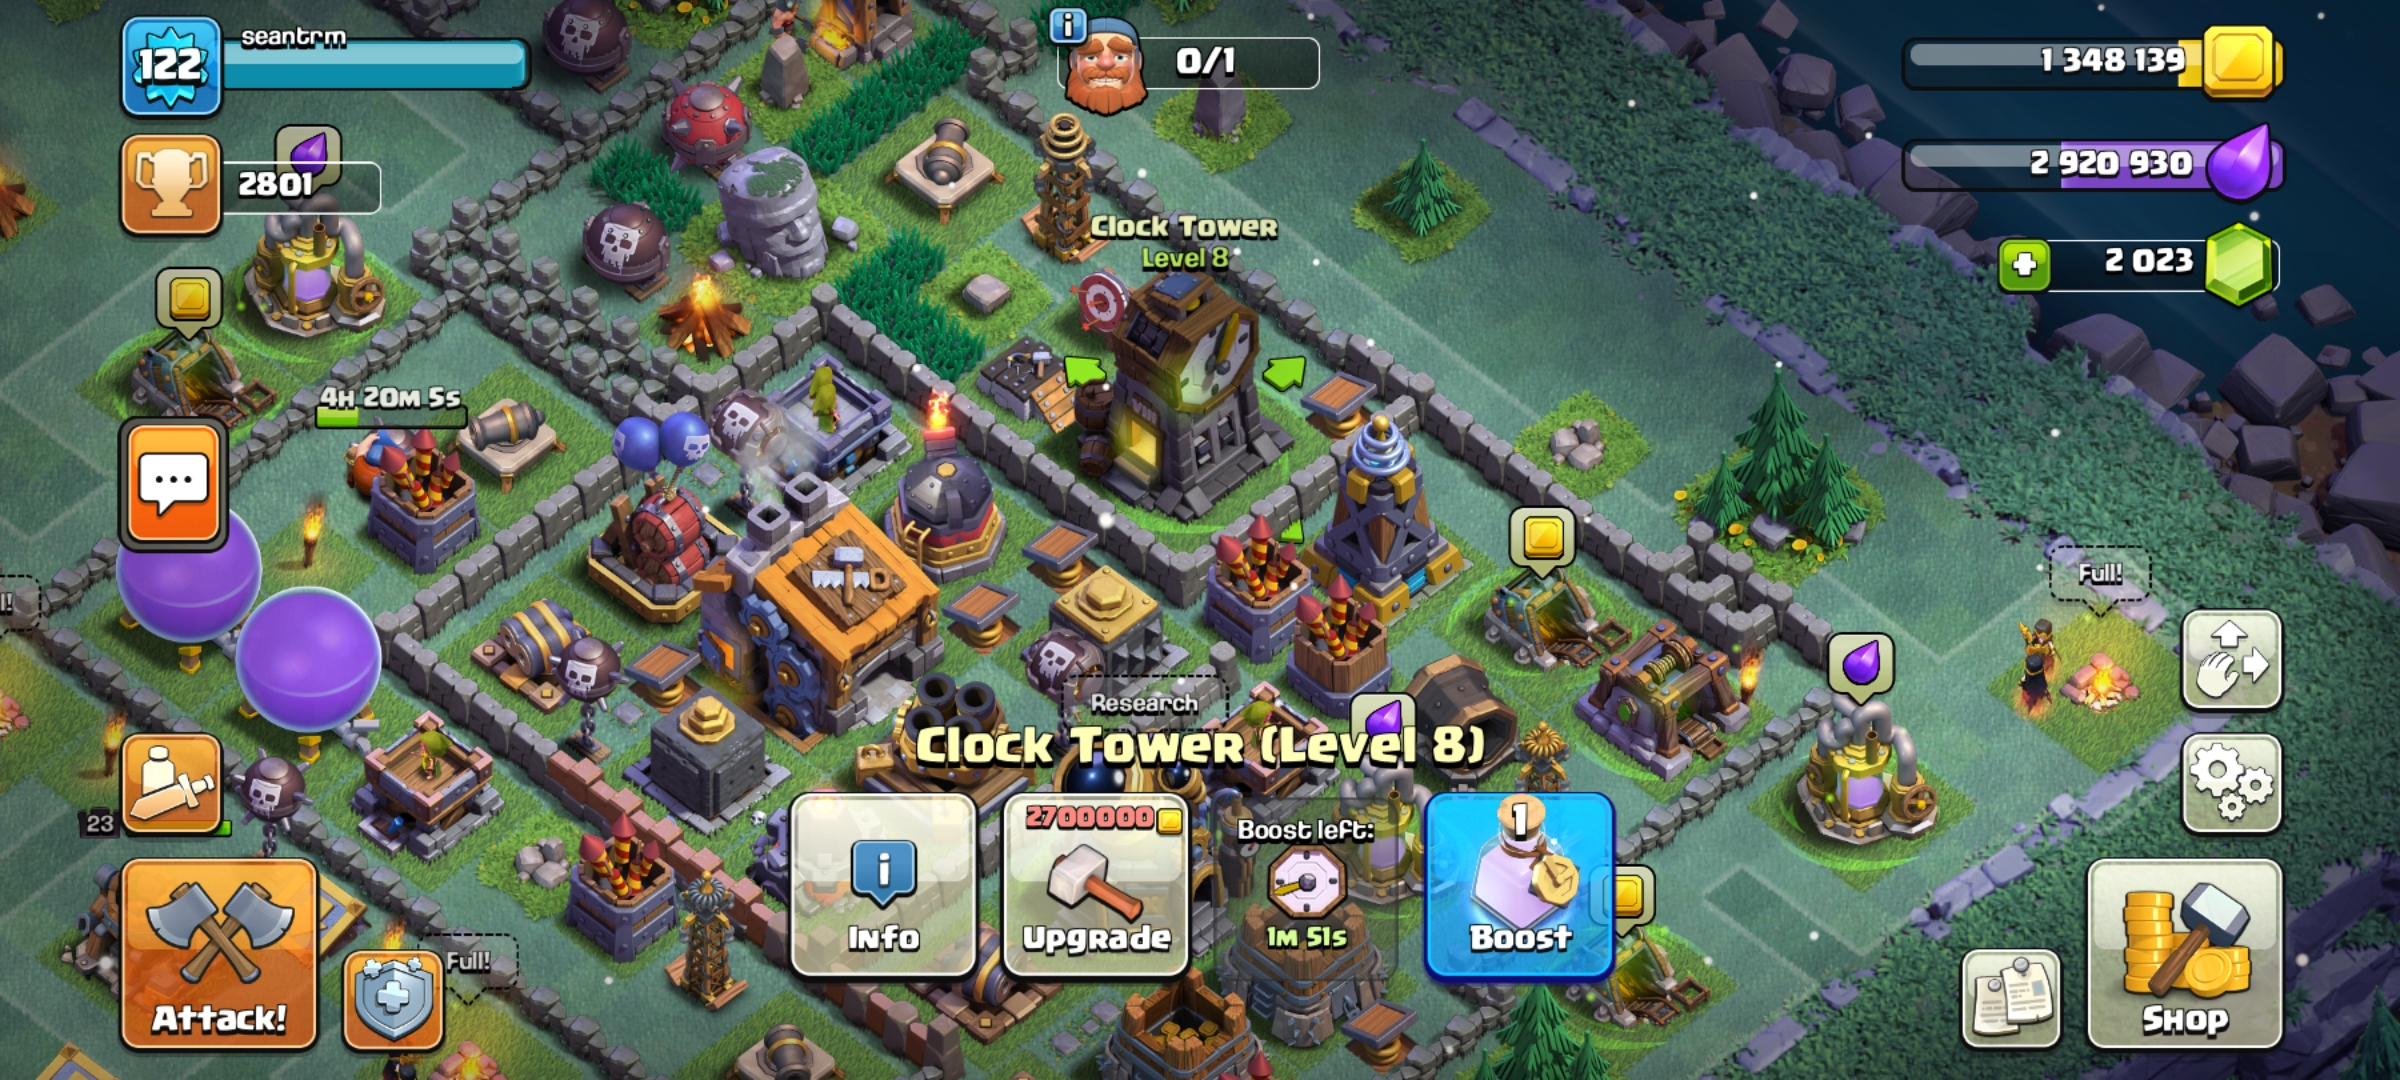 122
seantrm
0/1
1 348 139
2801
2 920 930
Clock Tower
Level 8
2 023
4H 20M 5s
Full!
l!
Research
Clock Tower (Level 8)
23
2700000
Boost left:
1
1M 51s
Info
Upgrade
Boost
Full!
Attack!
Shop